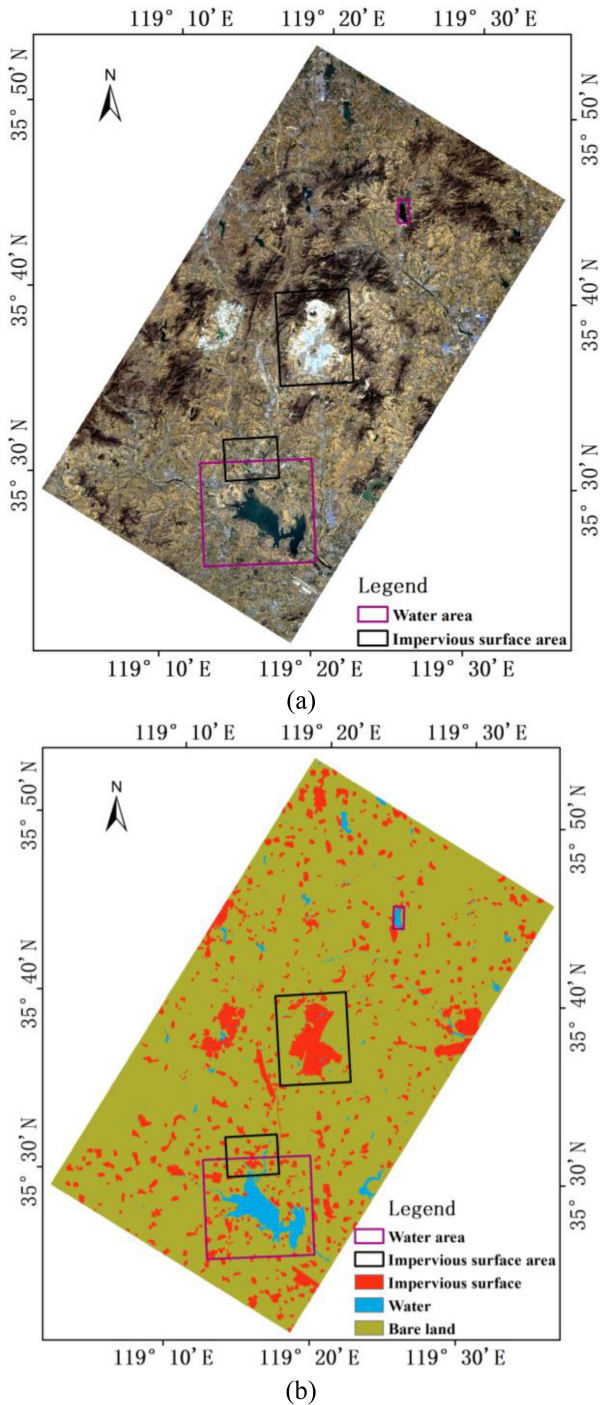 119° 10' E 119° 20' E 119° 30' E
35° 50' N
35° 50' N
N
35° 40' N
35° 40' N
35° 30' N
35° 30' N
Legend
Water area
Impervious surface area
119° 10' E 119° 20' E 119° 30' E
(a)
119° 10' E 119° 20' E 119° 30' E
35° 50' N
35° 50' N
N
35° 40' N
35° 40' N
35° 30' N
35° 30' N
Legend
Water area
Impervious surface area
Impervious surface
Water
Bare land
119° 10' E 119° 20' E 119° 30' E
(b)